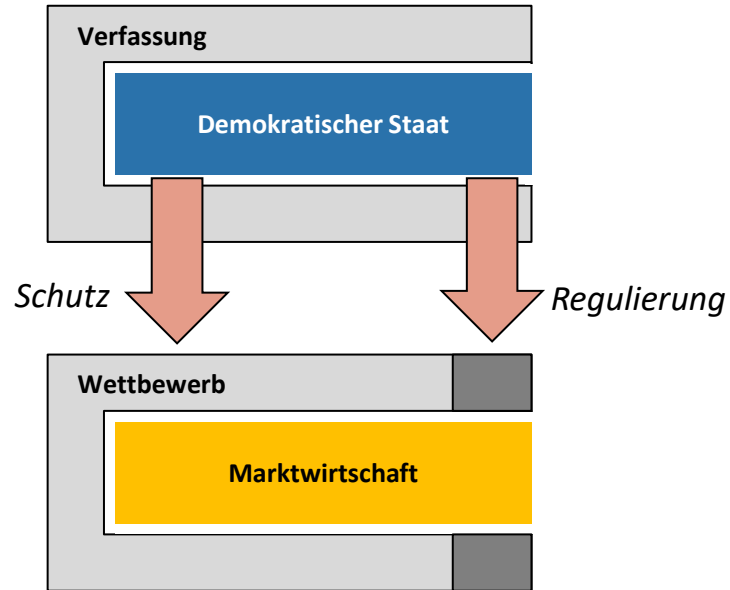 Verfassung
Demokratischer Staat
Schutz
Regulierung
Wettbewerb
Marktwirtschaft